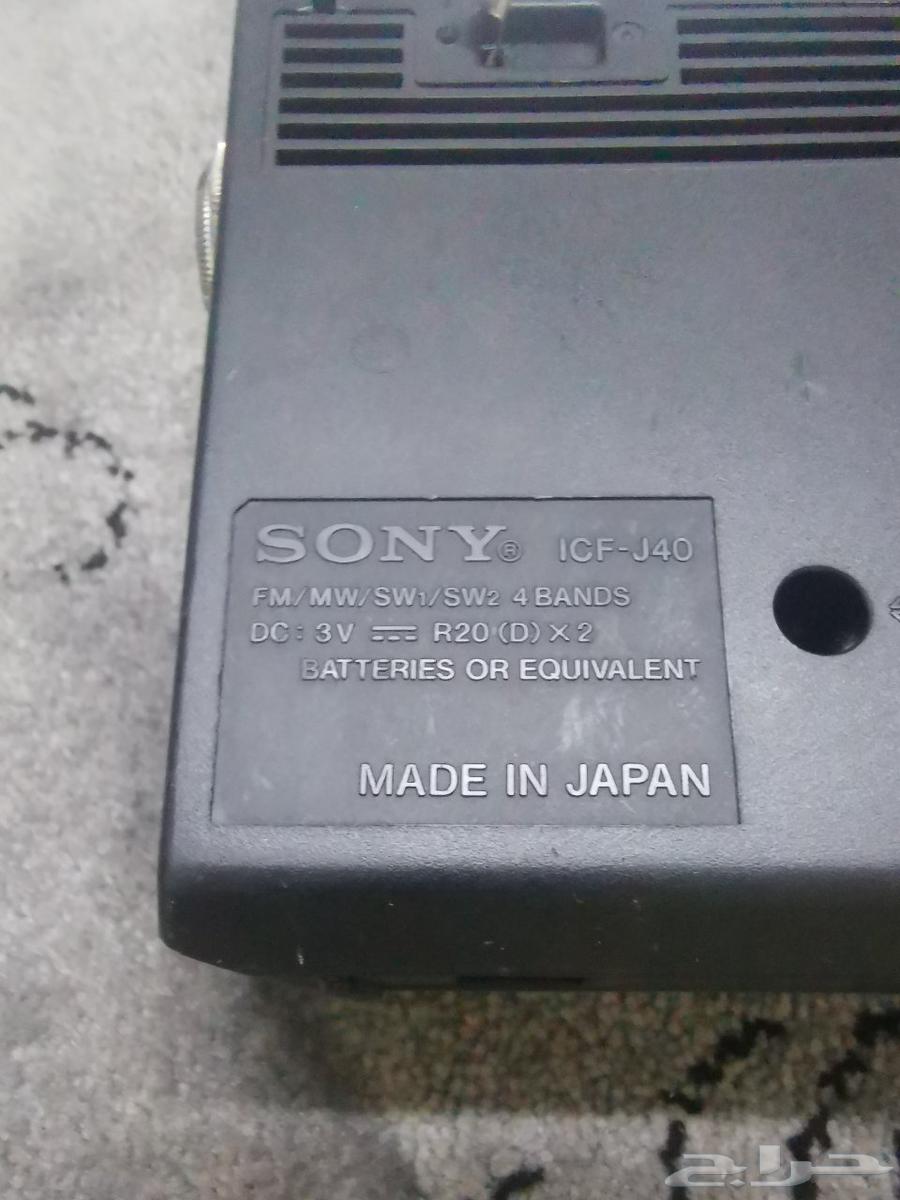 SONY® ICF-J40
FM/MW/SW1/SW2 4 BANDS
DC: 3V ⎓ R20 (D) × 2
BATTERIES OR EQUIVALENT
MADE IN JAPAN
حراج